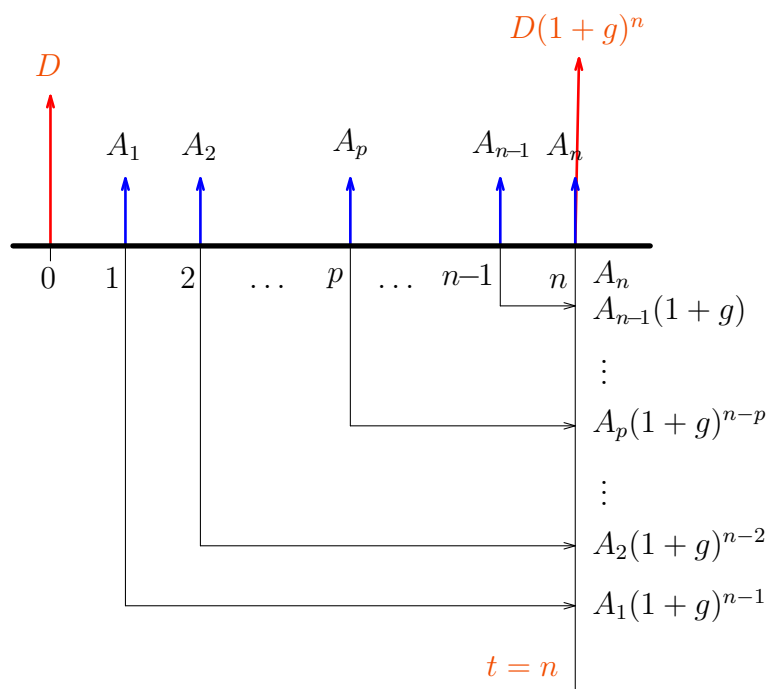 D(1 + g)^n
D
A_1 A_2 A_p A_{n−1} A_n
0 1 2 … p … n−1 n A_n
A_{n−1}(1 + g)
⋮
A_p(1 + g)^{n−p}
⋮
A_2(1 + g)^{n−2}
A_1(1 + g)^{n−1}
t = n